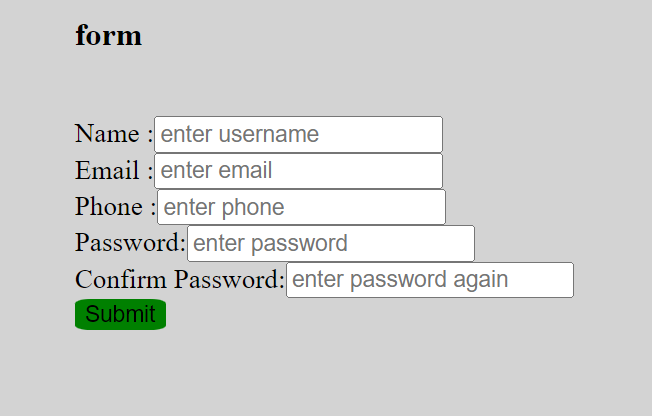 form
Name :enter username
Email :enter email
Phone :enter phone
Password:enter password
Confirm Password:enter password again
Submit